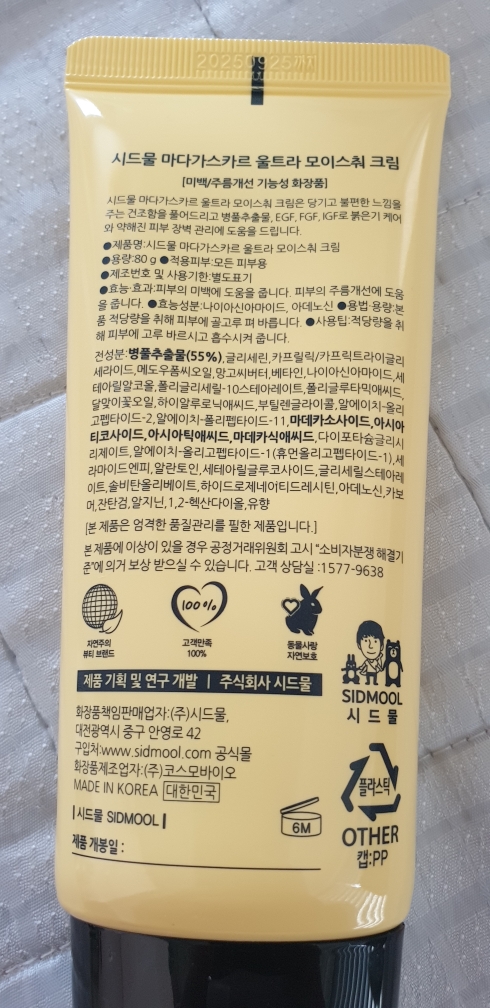 20250925까지
시드물 마다가스카르 울트라 모이스춰 크림
[미백/주름개선 기능성 화장품]
시드물 마다가스카르 울트라 모이스춰 크림은 당기고 불편한 느낌을
주는 건조함을 풀어드리고 병풀추출물, EGF, FGF, IGF로 붉은기 케어
와 약해진 피부 장벽 관리에 도움을 드립니다.
●제품명:시드물 마다가스카르 울트라 모이스춰 크림
●용량:80 g ●적용피부:모든 피부용
●제조번호 및 사용기한:별도표기
●효능·효과:피부의 미백에 도움을 줍니다. 피부의 주름개선에 도움
을 줍니다. ●효능성분:나이아신아마이드, 아데노신 ●용법·용량:본
품 적당량을 취해 피부에 골고루 펴 바릅니다. ●사용팁:적당량을 취
해 피부에 고루 바르시고 흡수시켜 줍니다.
전성분:병풀추출물(55%),글리세린,카프릴릭/카프릭트라이글리
세라이드,메도우폼씨오일,망고씨버터,베타인,나이아신아마이드,세
테아릴알코올,폴리글리세릴-10스테아레이트,폴리글루타믹애씨드,
달맞이꽃오일,하이알루로닉애씨드,부틸렌글라이콜,알에이치-올리
고펩타이드-2,알에이치-폴리펩타이드-11,마데카소사이드,아시아
티코사이드,아시아틱애씨드,마데카식애씨드,다이포타슘글리시
리제이트,알에이치-올리고펩타이드-1(휴먼올리고펩타이드-1),세
라마이드엔피,알란토인,세테아릴글루코사이드,글리세릴스테아레
이트,솔비탄올리베이트,하이드로제네이티드레시틴,아데노신,카보
머,잔탄검,알지닌,1,2-헥산다이올,유향
[본 제품은 엄격한 품질관리를 필한 제품입니다.]
본 제품에 이상이 있을 경우 공정거래위원회 고시 “소비자분쟁 해결기
준”에 의거 보상 받으실 수 있습니다. 고객 상담실 :1577-9638
100%
자연주의
뷰티 브랜드
고객만족
100%
동물사랑
자연보호
SIDMOOL
시 드 물
제품 기획 및 연구 개발 | 주식회사 시드물
화장품책임판매업자:(주)시드물,
대전광역시 중구 안영로 42
구입처:www.sidmool.com 공식몰
화장품제조업자:(주)코스모바이오
MADE IN KOREA 대한민국
| 시드물 SIDMOOL |
6M
제품 개봉일 :
플라스틱
OTHER
캡:PP